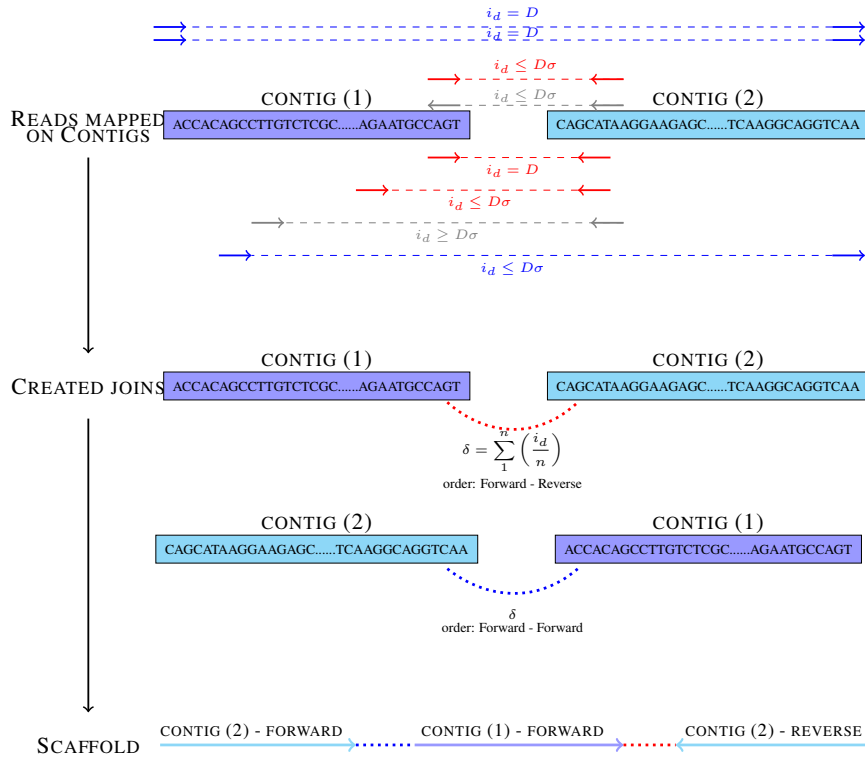 i_d = D
i_d = D
i_d ≤ Dσ
i_d ≤ Dσ
CONTIG (1)
CONTIG (2)
READS MAPPED
ON CONTIGS
ACCACAGCCTTGTCTCGC......AGAATGCCAGT
CAGCATAAGGAAGAGC......TCAAGGCAGGTCAA
i_d = D
i_d ≤ Dσ
i_d ≥ Dσ
i_d ≤ Dσ
CONTIG (1)
CONTIG (2)
CREATED JOINS
ACCACAGCCTTGTCTCGC......AGAATGCCAGT
CAGCATAAGGAAGAGC......TCAAGGCAGGTCAA
δ = ∑_1^n (i_d/n)
order: Forward - Reverse
CONTIG (2)
CONTIG (1)
CAGCATAAGGAAGAGC......TCAAGGCAGGTCAA
ACCACAGCCTTGTCTCGC......AGAATGCCAGT
δ
order: Forward - Forward
SCAFFOLD
CONTIG (2) - FORWARD
CONTIG (1) - FORWARD
CONTIG (2) - REVERSE